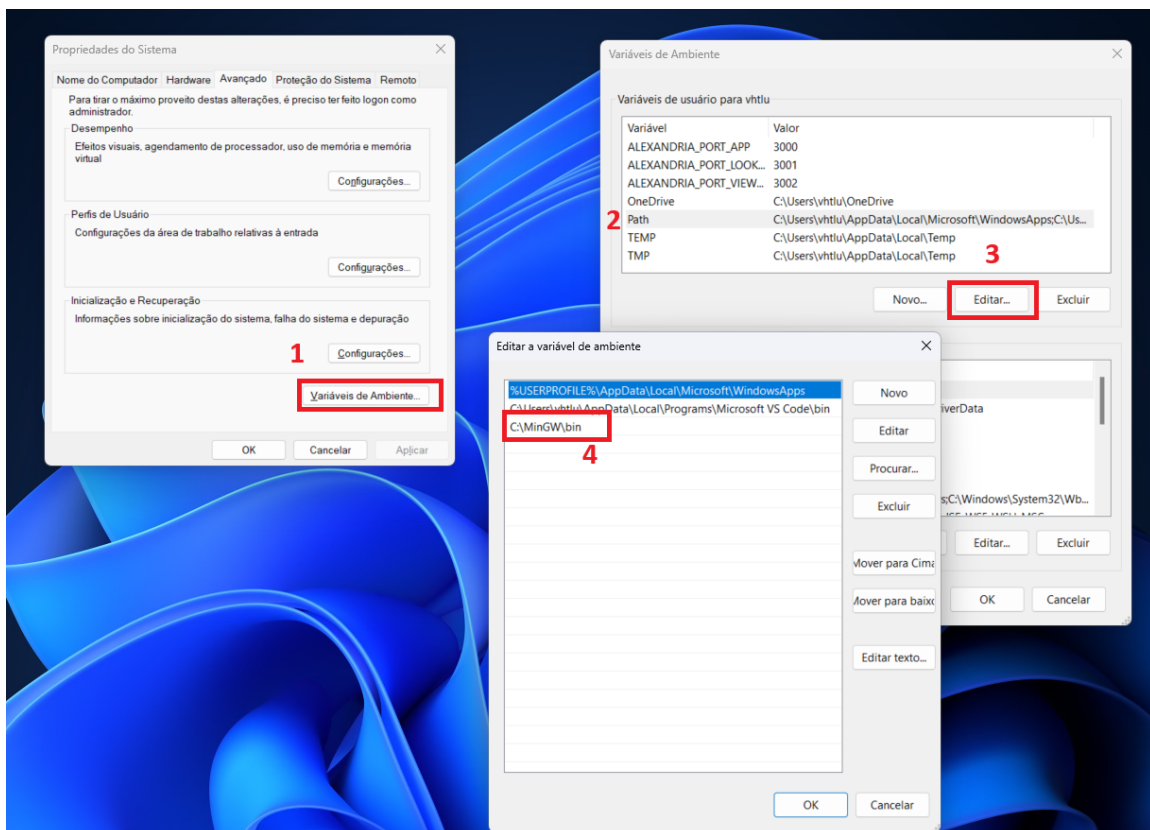 Propriedades do Sistema
Nome do Computador Hardware Avançado Proteção do Sistema Remoto
Para tirar o máximo proveito destas alterações, é preciso ter feito logon como
administrador.
Desempenho
Efeitos visuais, agendamento de processador, uso de memória e memória
virtual
Configurações...
Perfis de Usuário
Configurações da área de trabalho relativas à entrada
Configurações...
Inicialização e Recuperação
Informações sobre inicialização do sistema, falha do sistema e depuração
1
Configurações...
Variáveis de Ambiente...
OK Cancelar Aplicar
Variáveis de Ambiente
Variáveis de usuário para vhtlu
Variável Valor
ALEXANDRIA_PORT_APP 3000
ALEXANDRIA_PORT_LOOK... 3001
ALEXANDRIA_PORT_VIEW... 3002
OneDrive C:\Users\vhtlu\OneDrive
2 Path C:\Users\vhtlu\AppData\Local\Microsoft\WindowsApps;C:\Us...
TEMP C:\Users\vhtlu\AppData\Local\Temp
TMP C:\Users\vhtlu\AppData\Local\Temp
3
Novo... Editar... Excluir
iverData
s;C:\Windows\System32\Wb...
Editar... Excluir
OK Cancelar
Editar a variável de ambiente
%USERPROFILE%\AppData\Local\Microsoft\WindowsApps
C:\Users\vhtlu\AppData\Local\Programs\Microsoft VS Code\bin
C:\MinGW\bin
4
Novo
Editar
Procurar...
Excluir
Mover para Cima
Mover para baixo
Editar texto...
OK Cancelar